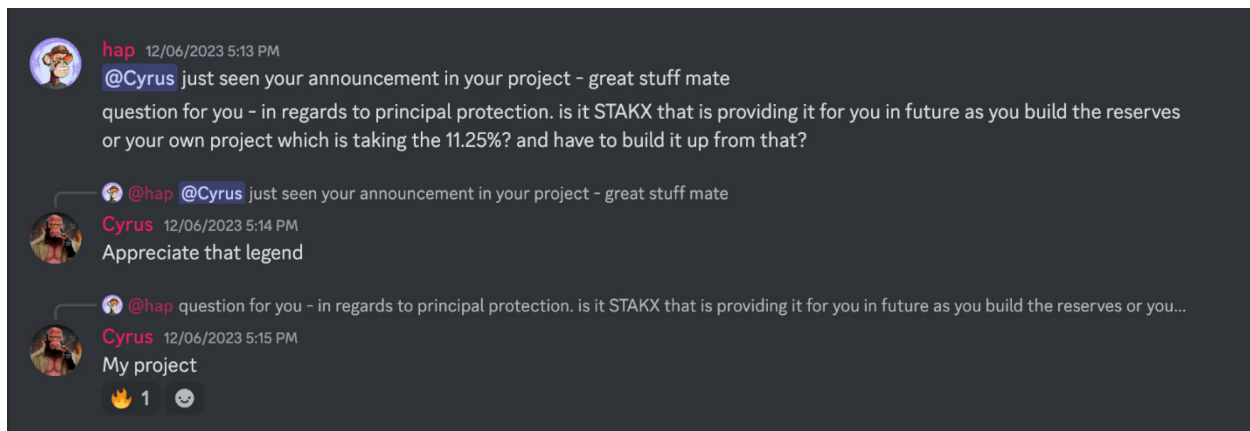 hap 12/06/2023 5:13 PM
@Cyrus just seen your announcement in your project - great stuff mate
question for you - in regards to principal protection. is it STAKX that is providing it for you in future as you build the reserves
or your own project which is taking the 11.25%? and have to build it up from that?
@hap @Cyrus just seen your announcement in your project - great stuff mate
Cyrus 12/06/2023 5:14 PM
Appreciate that legend
@hap question for you - in regards to principal protection. is it STAKX that is providing it for you in future as you build the reserves or you...
Cyrus 12/06/2023 5:15 PM
My project
🔥 1